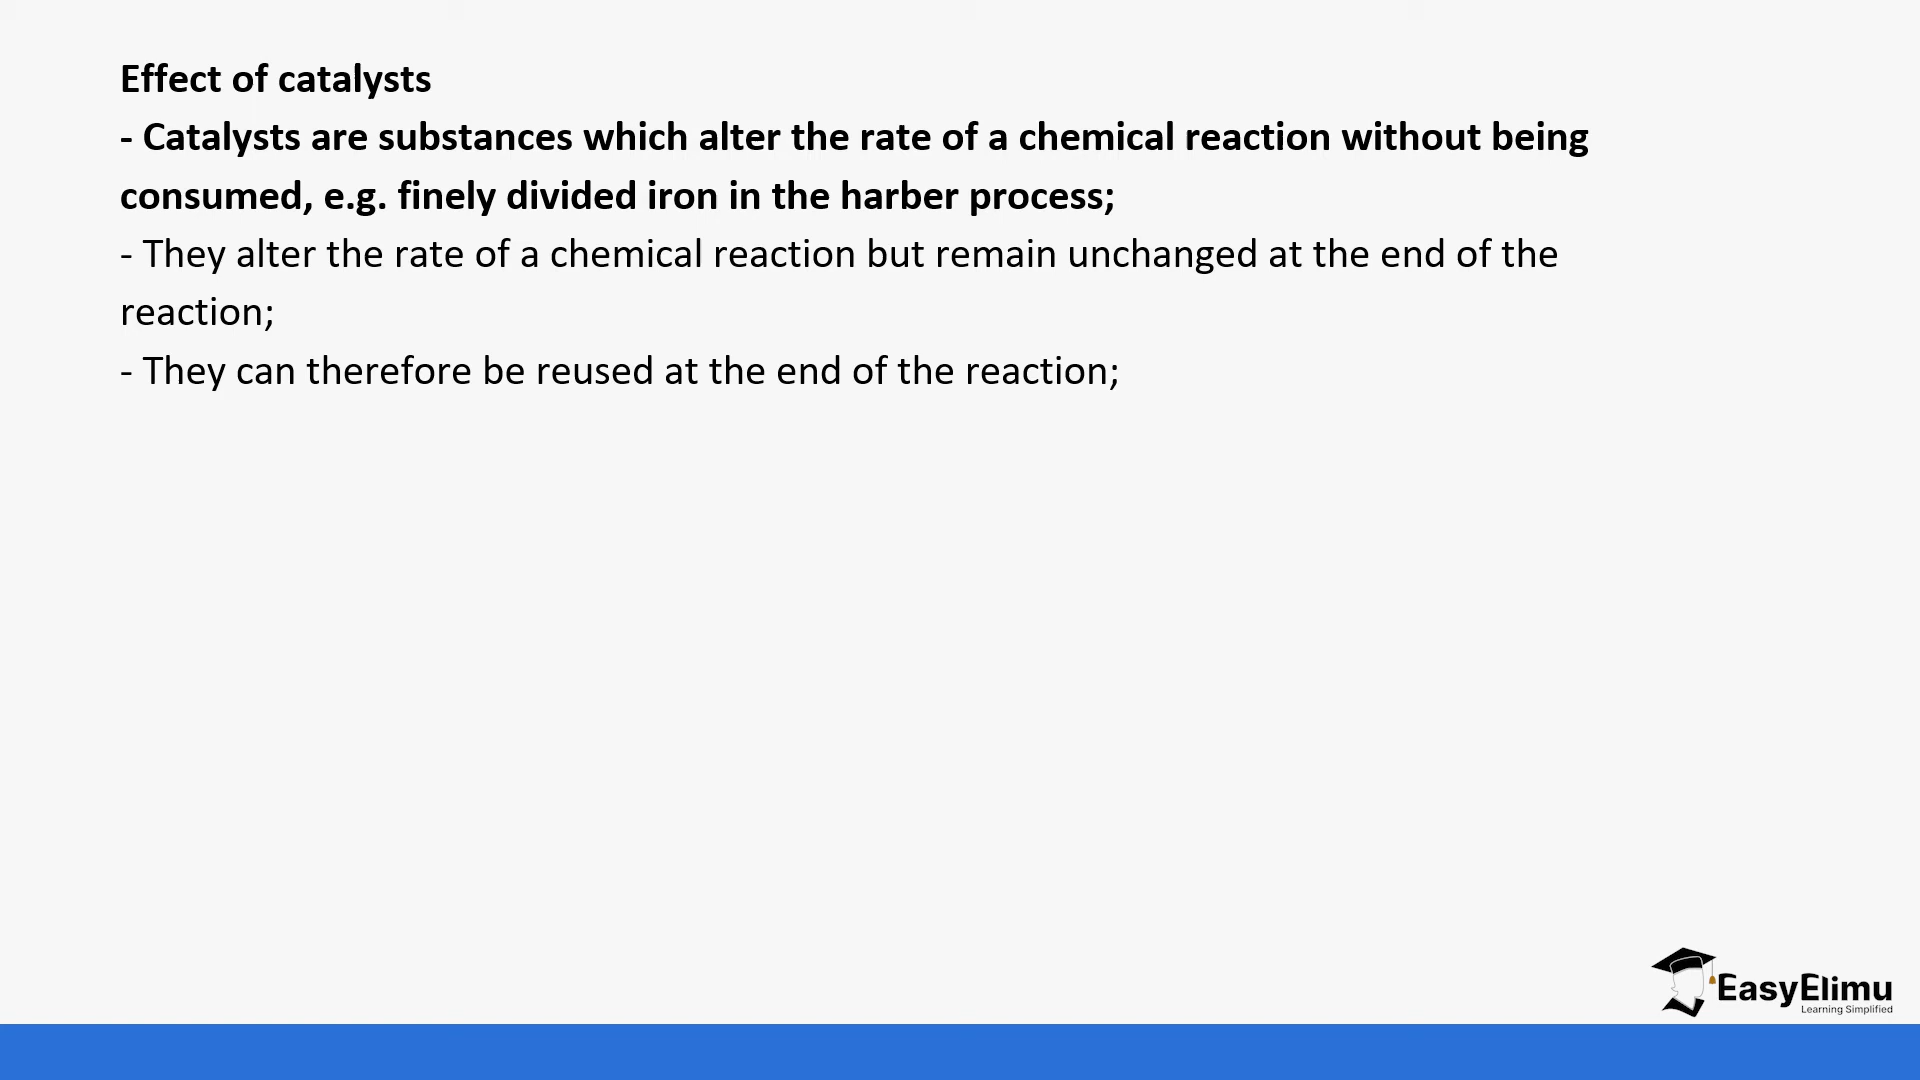 Effect of catalysts
- Catalysts are substances which alter the rate of a chemical reaction without being
consumed, e.g. finely divided iron in the harber process;
- They alter the rate of a chemical reaction but remain unchanged at the end of the
reaction;
- They can therefore be reused at the end of the reaction;
EasyElimu
Learning Simplified